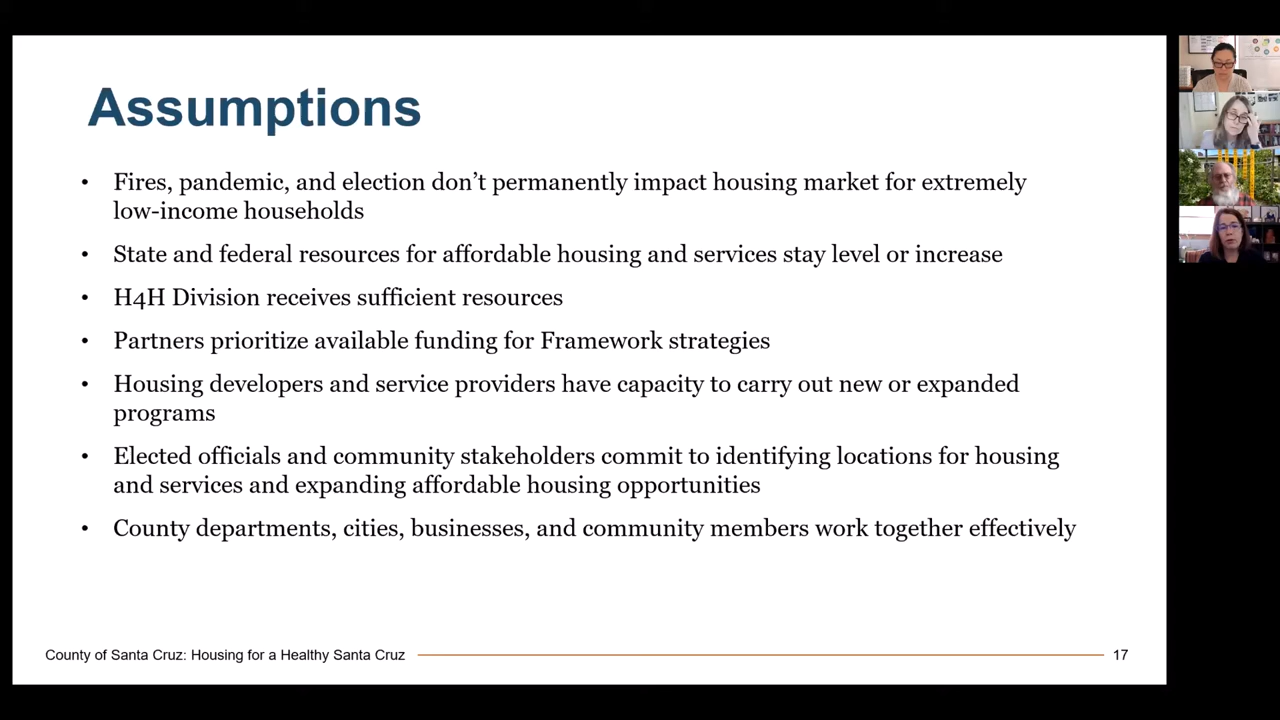 Assumptions
• Fires, pandemic, and election don’t permanently impact housing market for extremely
low-income households
• State and federal resources for affordable housing and services stay level or increase
• H4H Division receives sufficient resources
• Partners prioritize available funding for Framework strategies
• Housing developers and service providers have capacity to carry out new or expanded
programs
• Elected officials and community stakeholders commit to identifying locations for housing
and services and expanding affordable housing opportunities
• County departments, cities, businesses, and community members work together effectively
County of Santa Cruz: Housing for a Healthy Santa Cruz
17